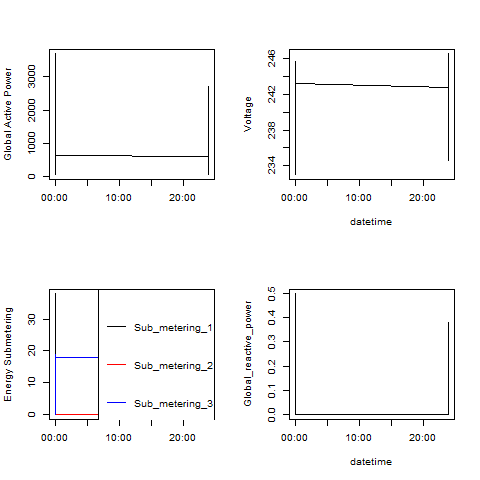 Global Active Power
0 1000 2000 3000
00:00 10:00 20:00
Voltage
234 238 242 246
00:00 10:00 20:00
datetime
Energy Submetering
0 10 20 30
00:00 10:00 20:00
Sub_metering_1
Sub_metering_2
Sub_metering_3
Global_reactive_power
0.0 0.1 0.2 0.3 0.4 0.5
00:00 10:00 20:00
datetime